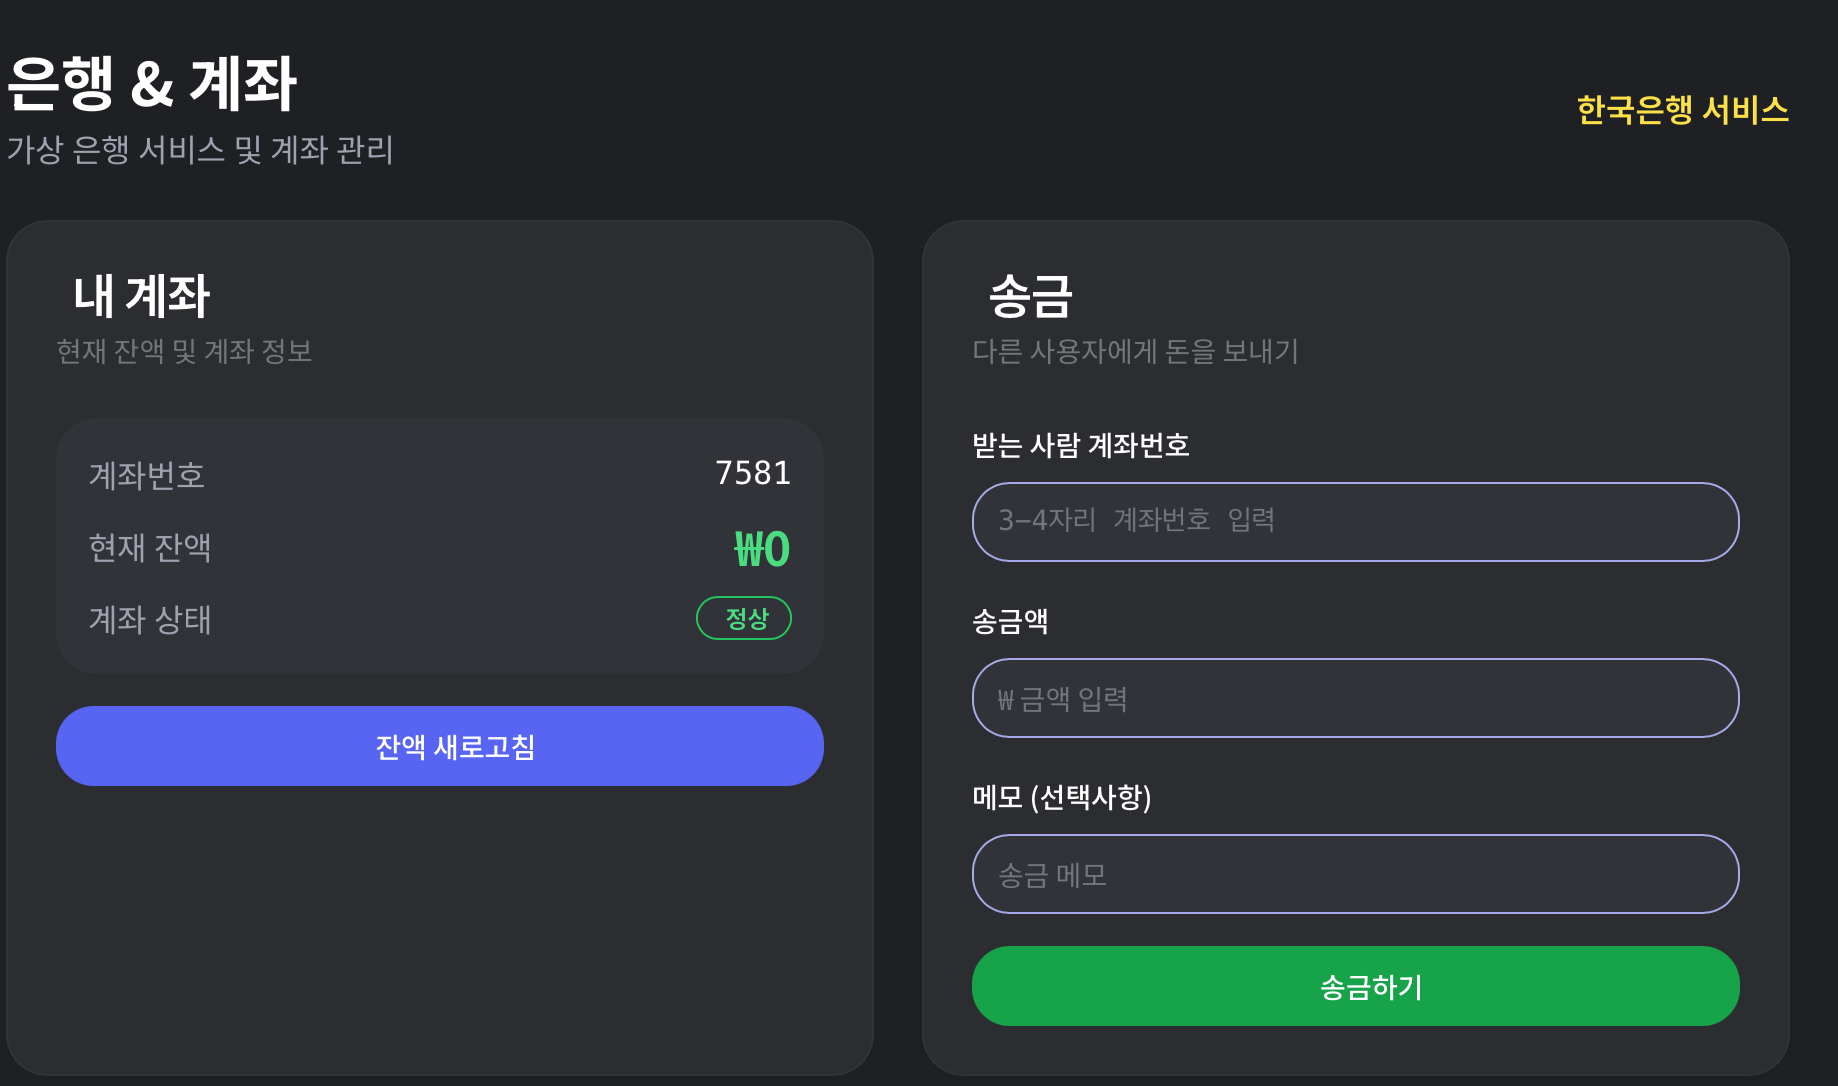 은행 & 계좌
가상 은행 서비스 및 계좌 관리
한국은행 서비스
내 계좌
현재 잔액 및 계좌 정보
계좌번호 7581
현재 잔액 ₩0
계좌 상태 정상
잔액 새로고침
송금
다른 사용자에게 돈을 보내기
받는 사람 계좌번호
3-4자리 계좌번호 입력
송금액
₩ 금액 입력
메모 (선택사항)
송금 메모
송금하기